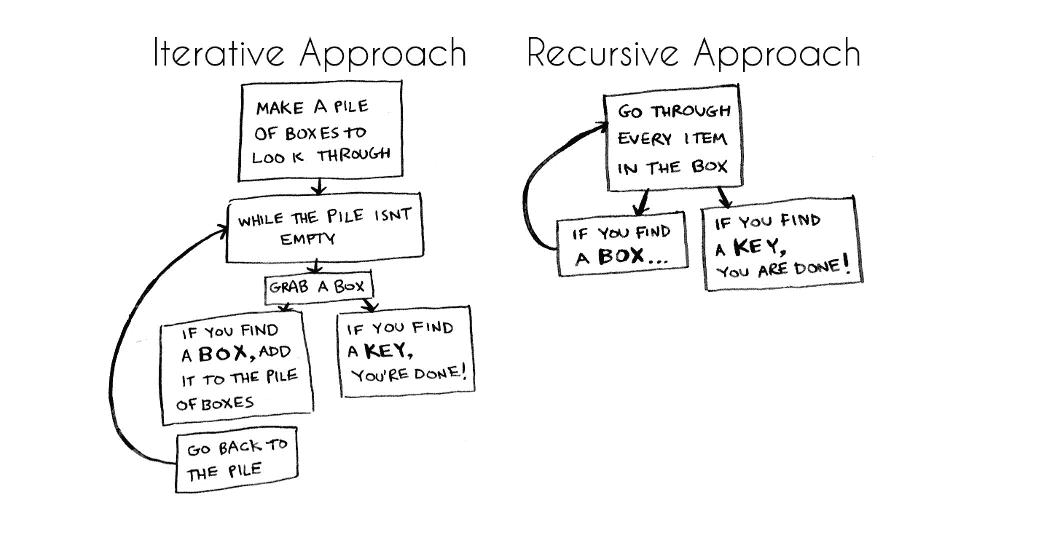 Iterative Approach
MAKE A PILE
OF BOXES TO
LOOK THROUGH
WHILE THE PILE ISNT
EMPTY
GRAB A BOX
IF YOU FIND
A BOX, ADD
IT TO THE PILE
OF BOXES
IF YOU FIND
A KEY,
YOU'RE DONE!
GO BACK TO
THE PILE
Recursive Approach
GO THROUGH
EVERY ITEM
IN THE BOX
IF YOU FIND
A BOX...
IF YOU FIND
A KEY,
YOU ARE DONE!